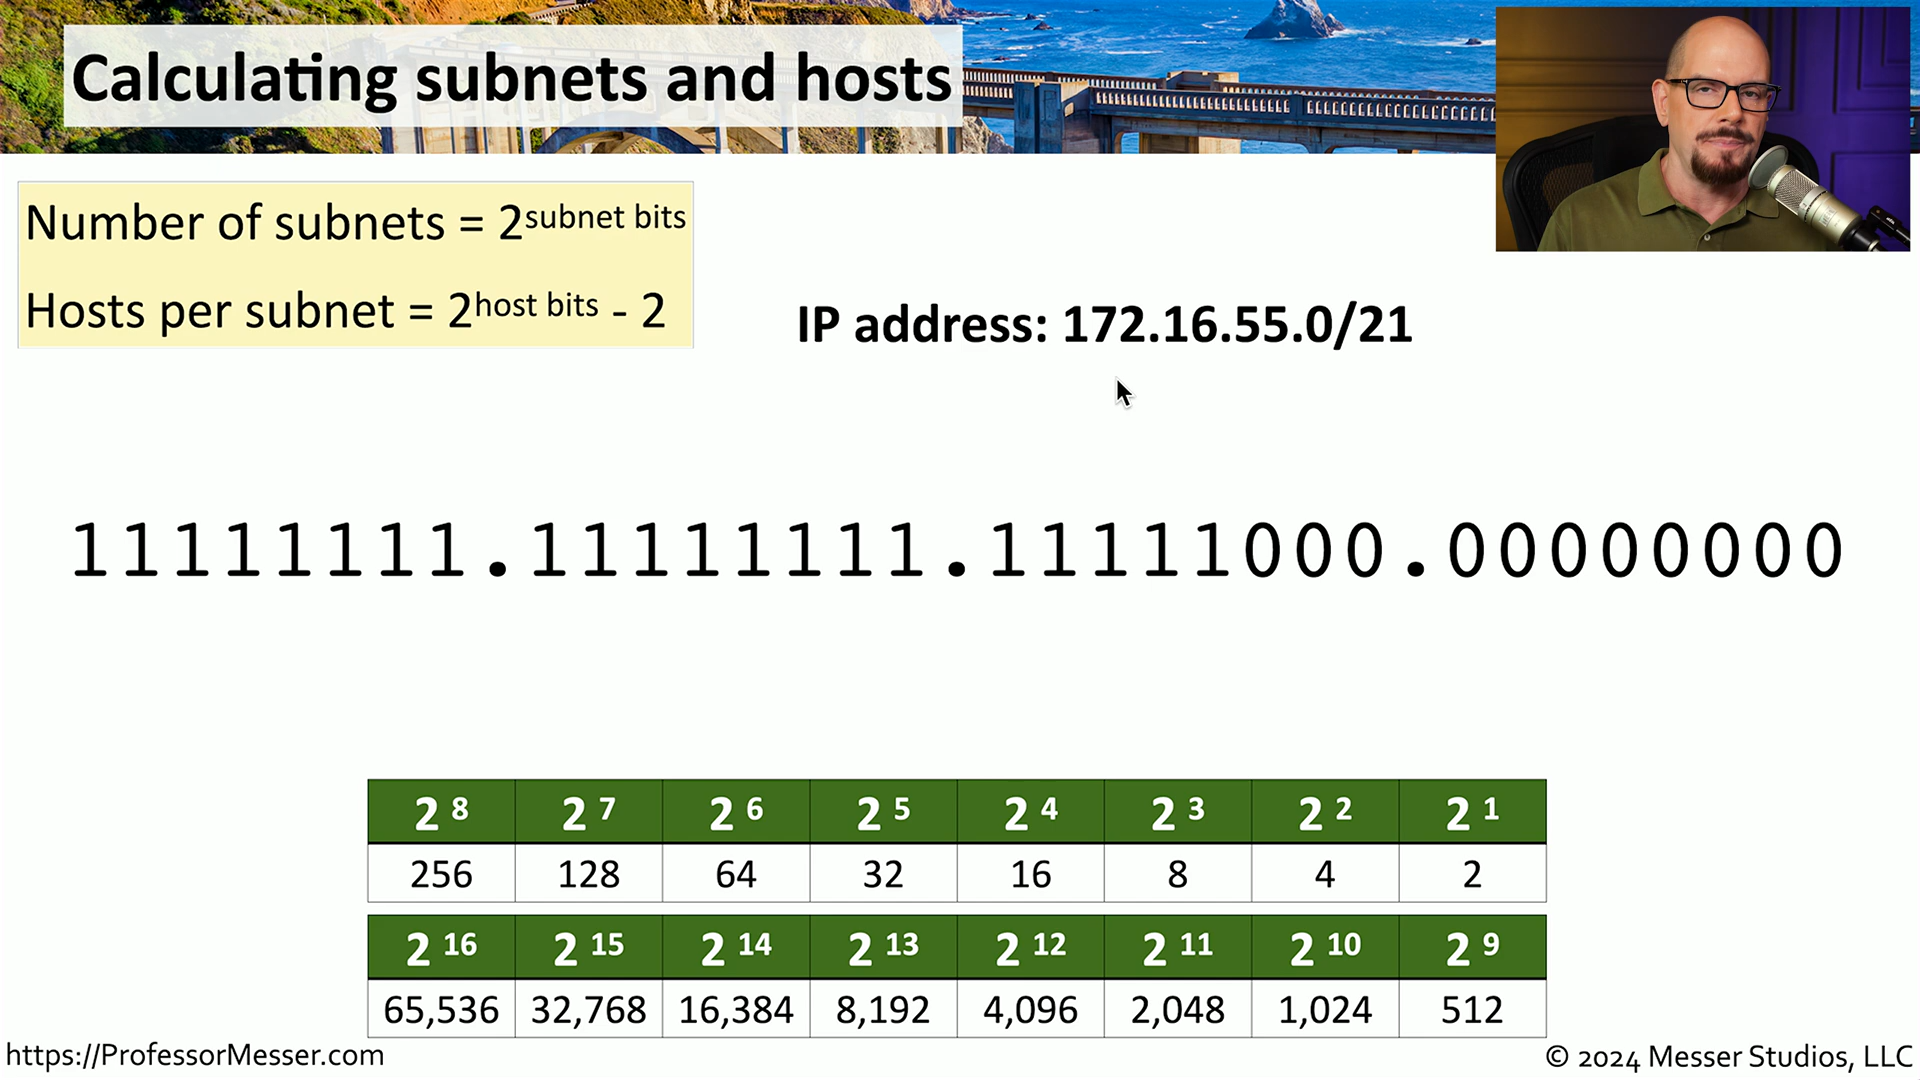 Calculating subnets and hosts
Number of subnets = 2^subnet bits
Hosts per subnet = 2^host bits - 2
IP address: 172.16.55.0/21
11111111.11111111.11111000.00000000
2^8 2^7 2^6 2^5 2^4 2^3 2^2 2^1
256 128 64 32 16 8 4 2
2^16 2^15 2^14 2^13 2^12 2^11 2^10 2^9
65,536 32,768 16,384 8,192 4,096 2,048 1,024 512
https://ProfessorMesser.com
© 2024 Messer Studios, LLC